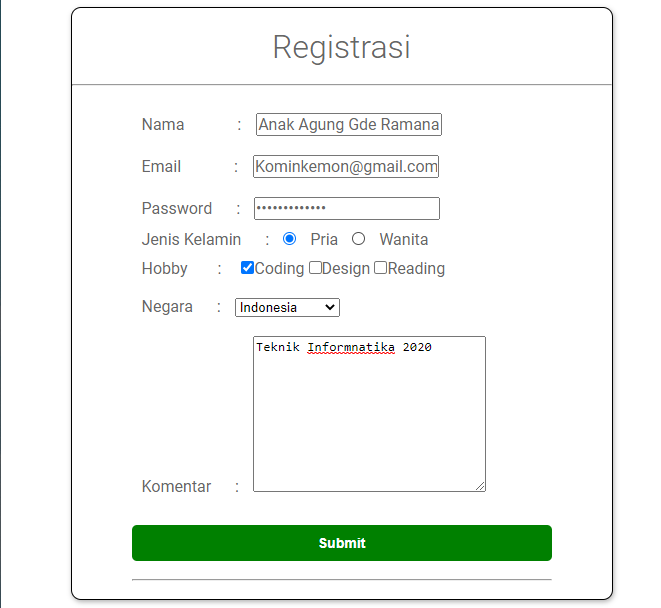 Registrasi
Nama : Anak Agung Gde Ramana
Email : Kominkemon@gmail.com
Password : •••••••••••••
Jenis Kelamin : Pria Wanita
Hobby : Coding Design Reading
Negara : Indonesia
Teknik Informnatika 2020
Komentar :
Submit